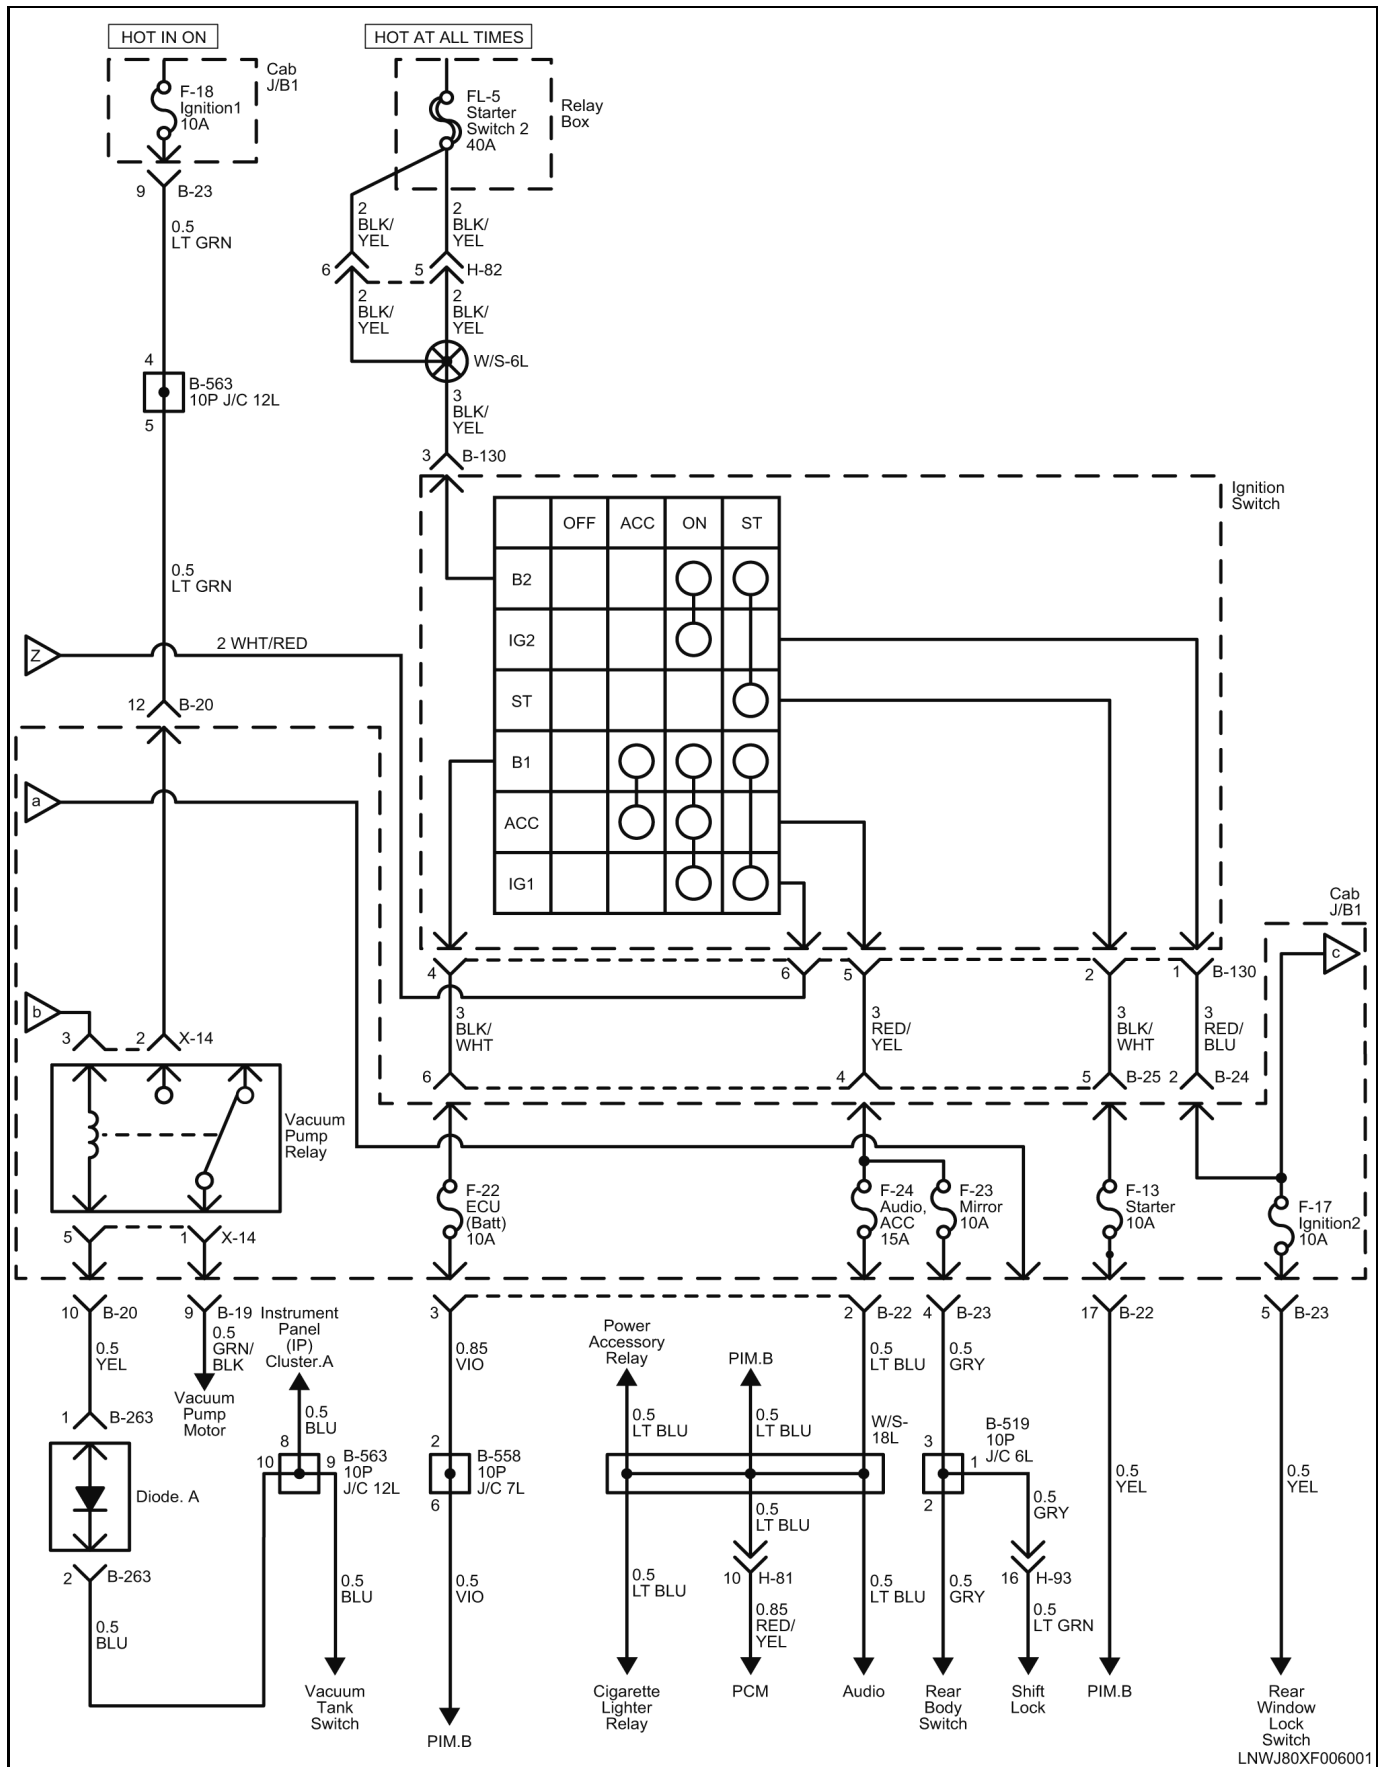 HOT IN ON
HOT AT ALL TIMES
Cab
J/B1
F-18
Ignition1
10A
FL-5
Starter
Switch 2
40A
Relay
Box
9
B-23
0.5
LT GRN
2
BLK/
YEL
2
BLK/
YEL
6
5
H-82
2
BLK/
YEL
2
BLK/
YEL
W/S-6L
4
B-563
10P J/C 12L
5
3
BLK/
YEL
3
B-130
Ignition
Switch
OFF
ACC
ON
ST
B2
IG2
ST
B1
ACC
IG1
0.5
LT GRN
Z
2 WHT/RED
12
B-20
a
b
3
2
X-14
Vacuum
Pump
Relay
5
1
X-14
Cab
J/B1
c
4
6
5
2
1
B-130
3
BLK/
WHT
3
RED/
YEL
3
BLK/
WHT
3
RED/
BLU
6
4
5
B-25
2
B-24
F-22
ECU
(Batt)
10A
F-24
Audio,
ACC
15A
F-23
Mirror
10A
F-13
Starter
10A
F-17
Ignition2
10A
10
B-20
9
B-19
3
2
B-22
4
B-23
17
B-22
5
B-23
0.5
YEL
0.5
GRN/
BLK
Vacuum
Pump
Motor
Instrument
Panel
(IP)
Cluster.A
0.5
BLU
0.85
VIO
Power
Accessory
Relay
PIM.B
0.5
LT BLU
0.5
GRY
1
B-263
Diode. A
2
B-263
0.5
BLU
8
10
9
B-563
10P
J/C 12L
0.5
BLU
Vacuum
Tank
Switch
2
B-558
10P
J/C 7L
6
0.5
VIO
PIM.B
0.5
LT BLU
0.5
LT BLU
W/S-
18L
0.5
LT BLU
0.5
LT BLU
10
H-81
0.85
RED/
YEL
0.5
LT BLU
Cigarette
Lighter
Relay
PCM
Audio
3
B-519
10P
J/C 6L
1
2
0.5
GRY
0.5
GRY
16
H-93
0.5
LT GRN
Rear
Body
Switch
Shift
Lock
0.5
YEL
PIM.B
0.5
YEL
Rear
Window
Lock
Switch
LNWJ80XF006001